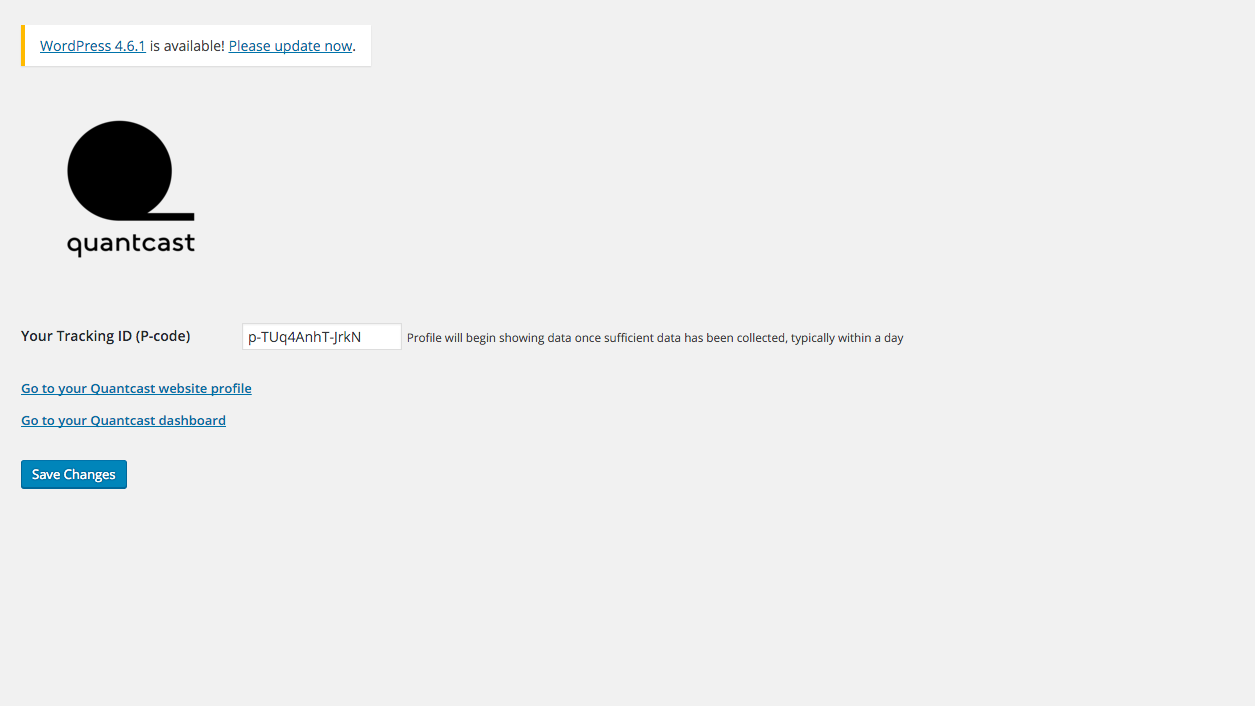 WordPress 4.6.1 is available! Please update now.
quantcast
Your Tracking ID (P-code) p-TUq4AnhT-JrkN Profile will begin showing data once sufficient data has been collected, typically within a day
Go to your Quantcast website profile
Go to your Quantcast dashboard
Save Changes